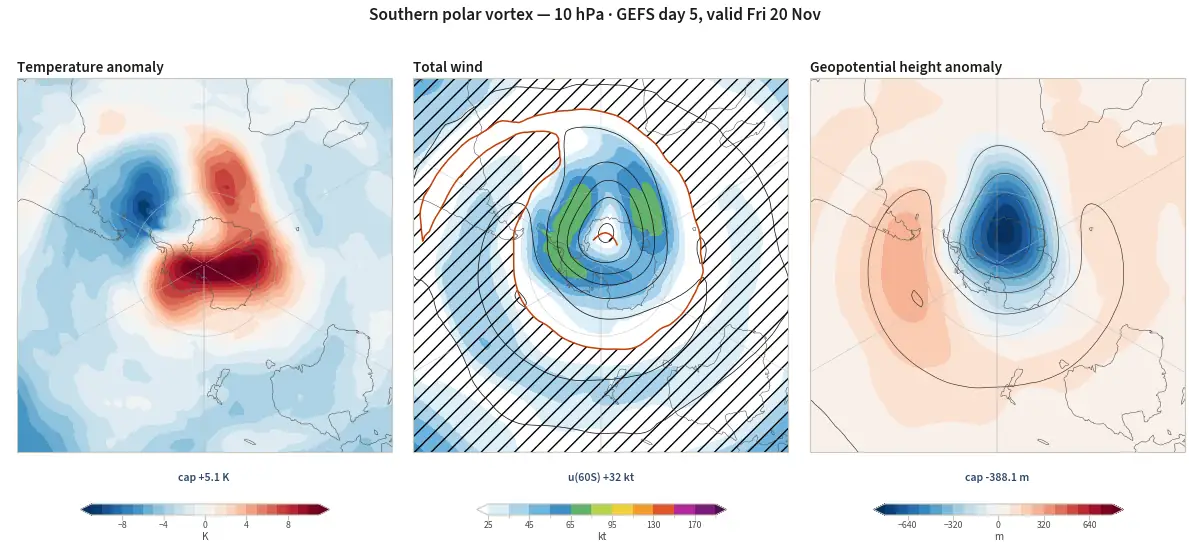 Southern polar vortex — 10 hPa · GEFS day 5, valid Fri 20 Nov
Temperature anomaly
Total wind
Geopotential height anomaly
cap +5.1 K
u(60S) +32 kt
cap -388.1 m
−8 −4 0 4 8
K
25 45 65 95 130 170
kt
−640 −320 0 320 640
m